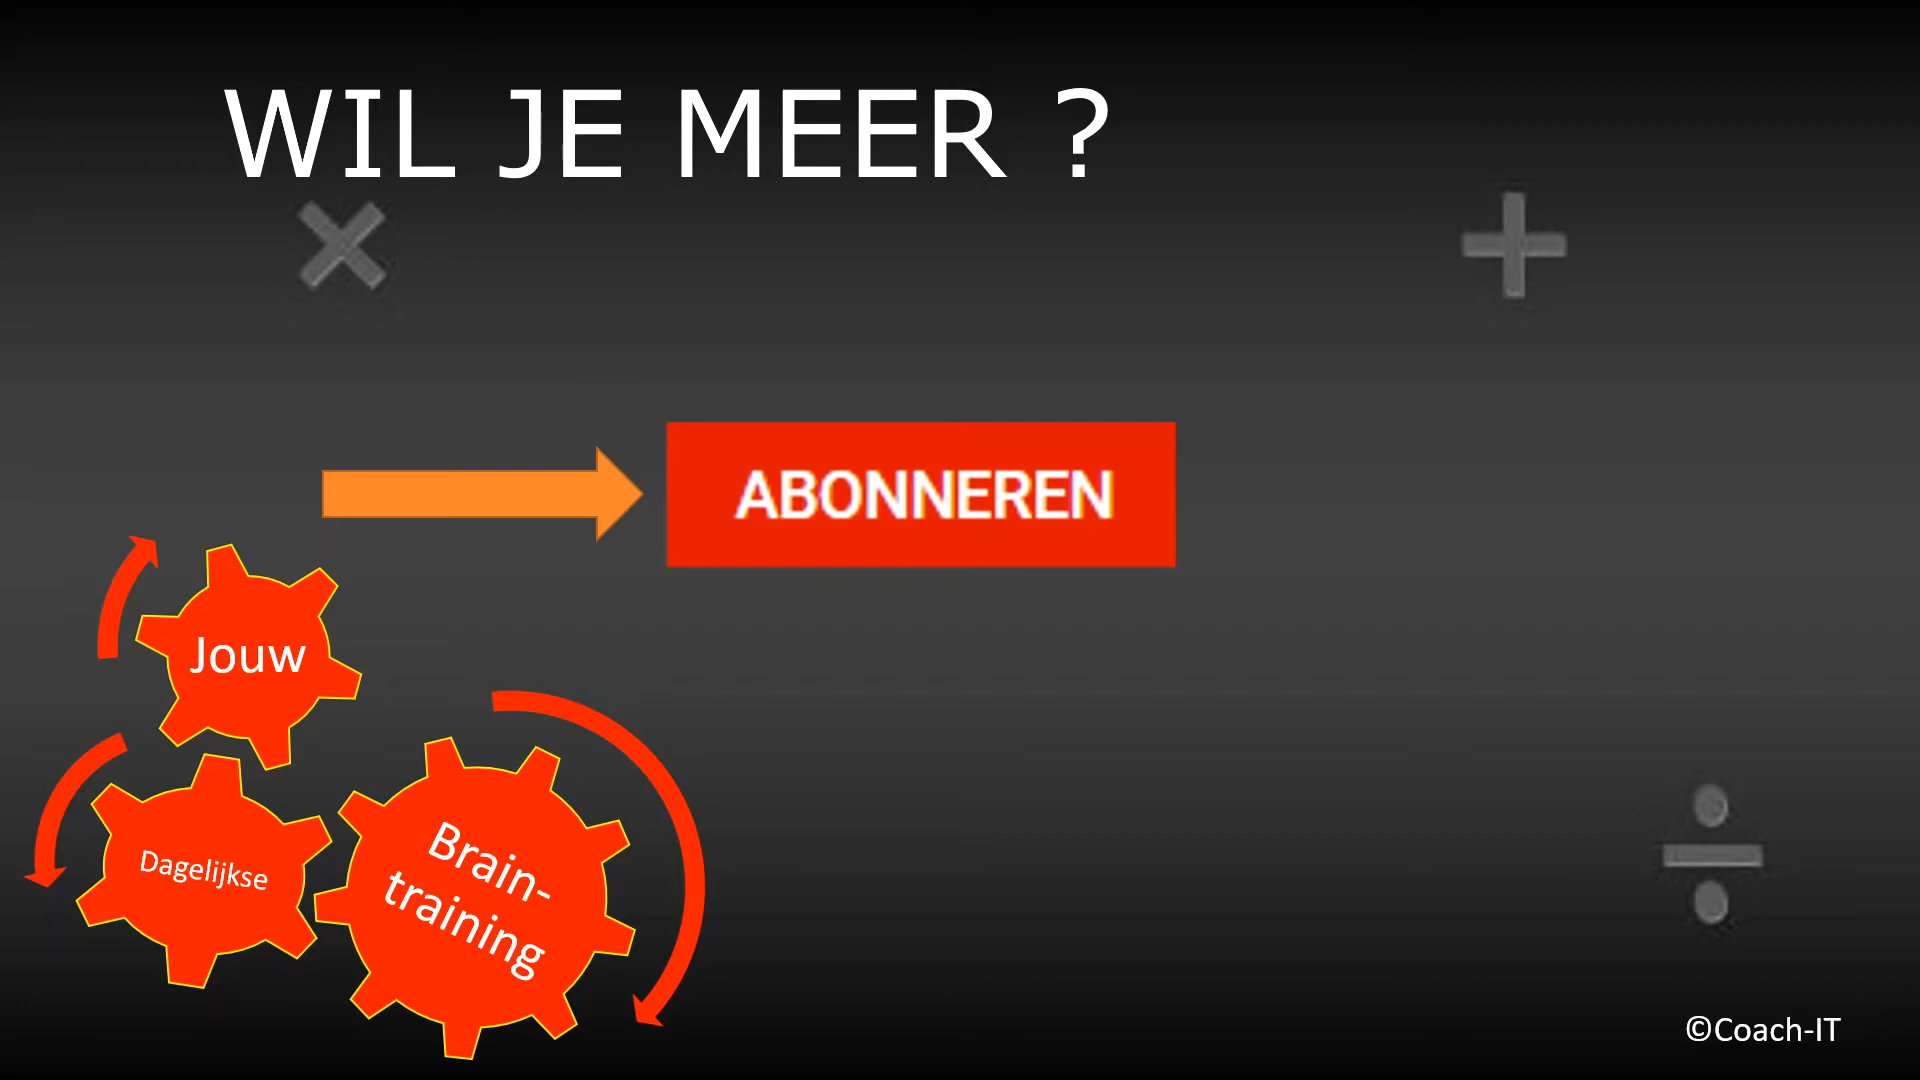 WIL JE MEER ?
ABONNEREN
Jouw
Dagelijkse
Brain-
training
©Coach-IT